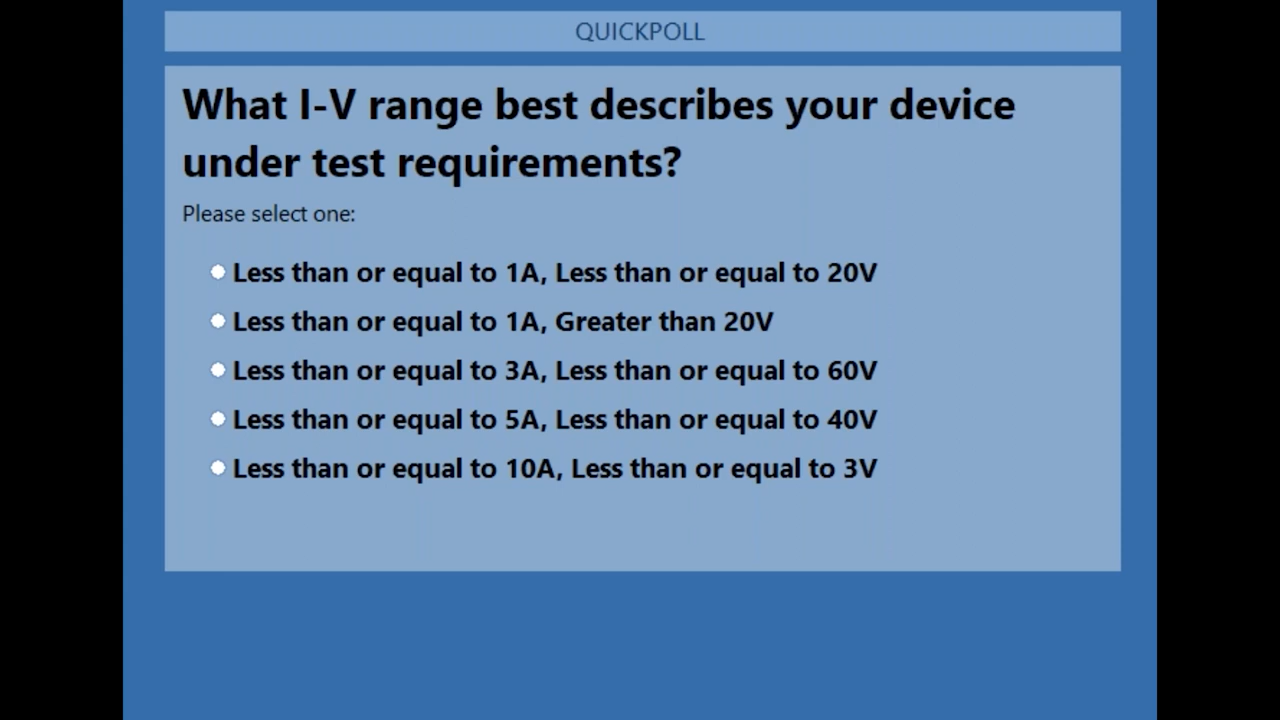 QUICKPOLL
What I-V range best describes your device
under test requirements?
Please select one:
Less than or equal to 1A, Less than or equal to 20V
Less than or equal to 1A, Greater than 20V
Less than or equal to 3A, Less than or equal to 60V
Less than or equal to 5A, Less than or equal to 40V
Less than or equal to 10A, Less than or equal to 3V